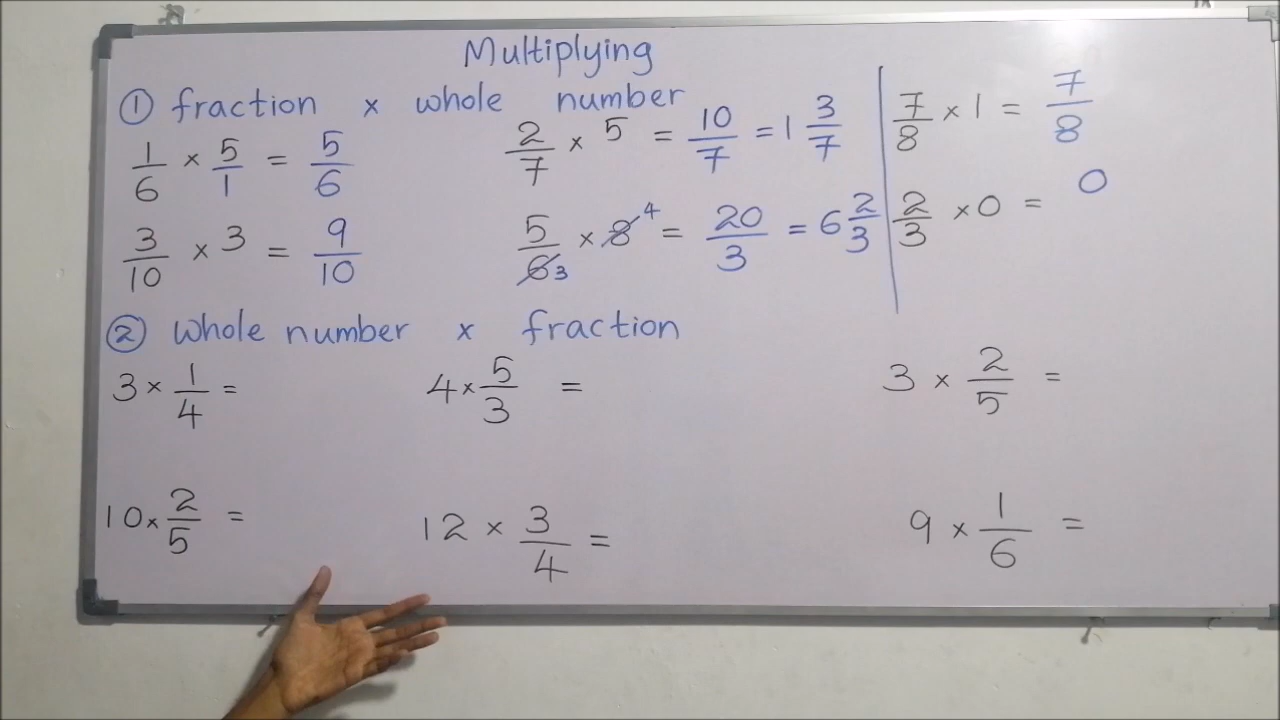 Multiplying
① fraction × whole number
1/6 × 5/1 = 5/6
2/7 × 5 = 10/7 = 1 3/7
7/8 × 1 = 7/8
3/10 × 3 = 9/10
5/6 3 × 8 4 = 20/3 = 6 2/3
2/3 × 0 = 0
② whole number × fraction
3 × 1/4 =
4 × 5/3 =
3 × 2/5 =
10 × 2/5 =
12 × 3/4 =
9 × 1/6 =